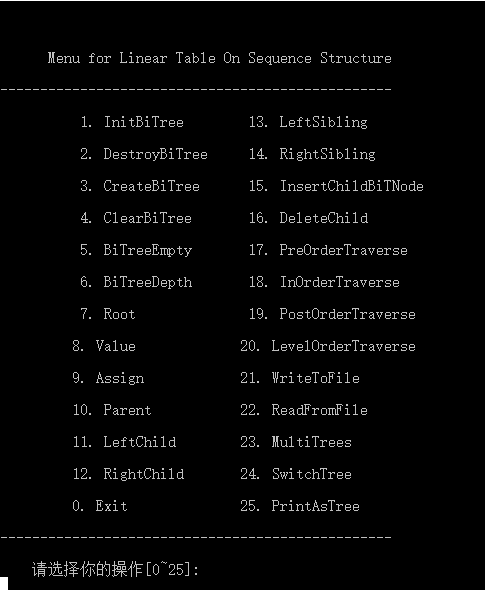 Menu for Linear Table On Sequence Structure
-------------------------------------------------
1. InitBiTree 13. LeftSibling
2. DestroyBiTree 14. RightSibling
3. CreateBiTree 15. InsertChildBiTNode
4. ClearBiTree 16. DeleteChild
5. BiTreeEmpty 17. PreOrderTraverse
6. BiTreeDepth 18. InOrderTraverse
7. Root 19. PostOrderTraverse
8. Value 20. LevelOrderTraverse
9. Assign 21. WriteToFile
10. Parent 22. ReadFromFile
11. LeftChild 23. MultiTrees
12. RightChild 24. SwitchTree
0. Exit 25. PrintAsTree
-------------------------------------------------
请选择你的操作[0~25]: